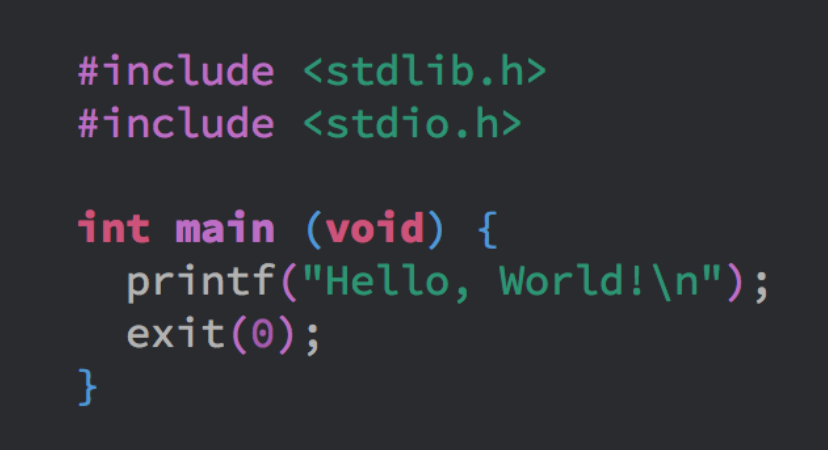 #include <stdlib.h>
#include <stdio.h>
int main (void) {
printf("Hello, World!\n");
exit(0);
}